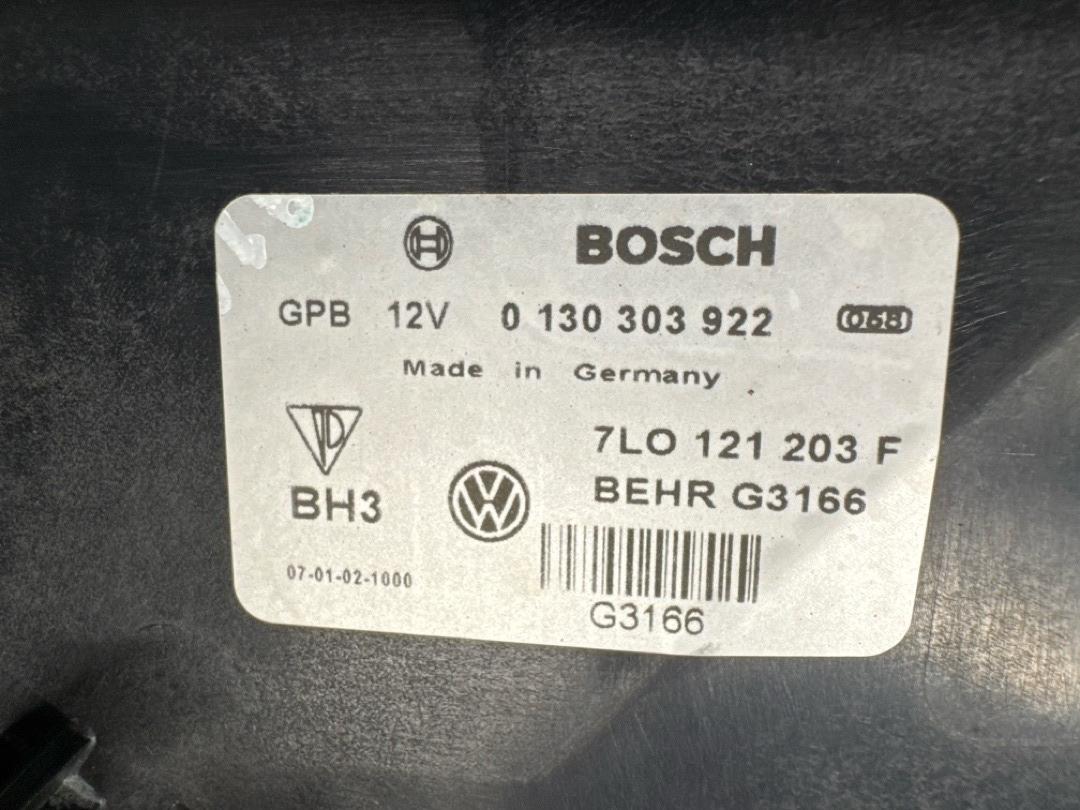 BOSCH
GPB 12V 0 130 303 922
Made in Germany
7LO 121 203 F
BH3
BEHR G3166
07-01-02-1000
G3166